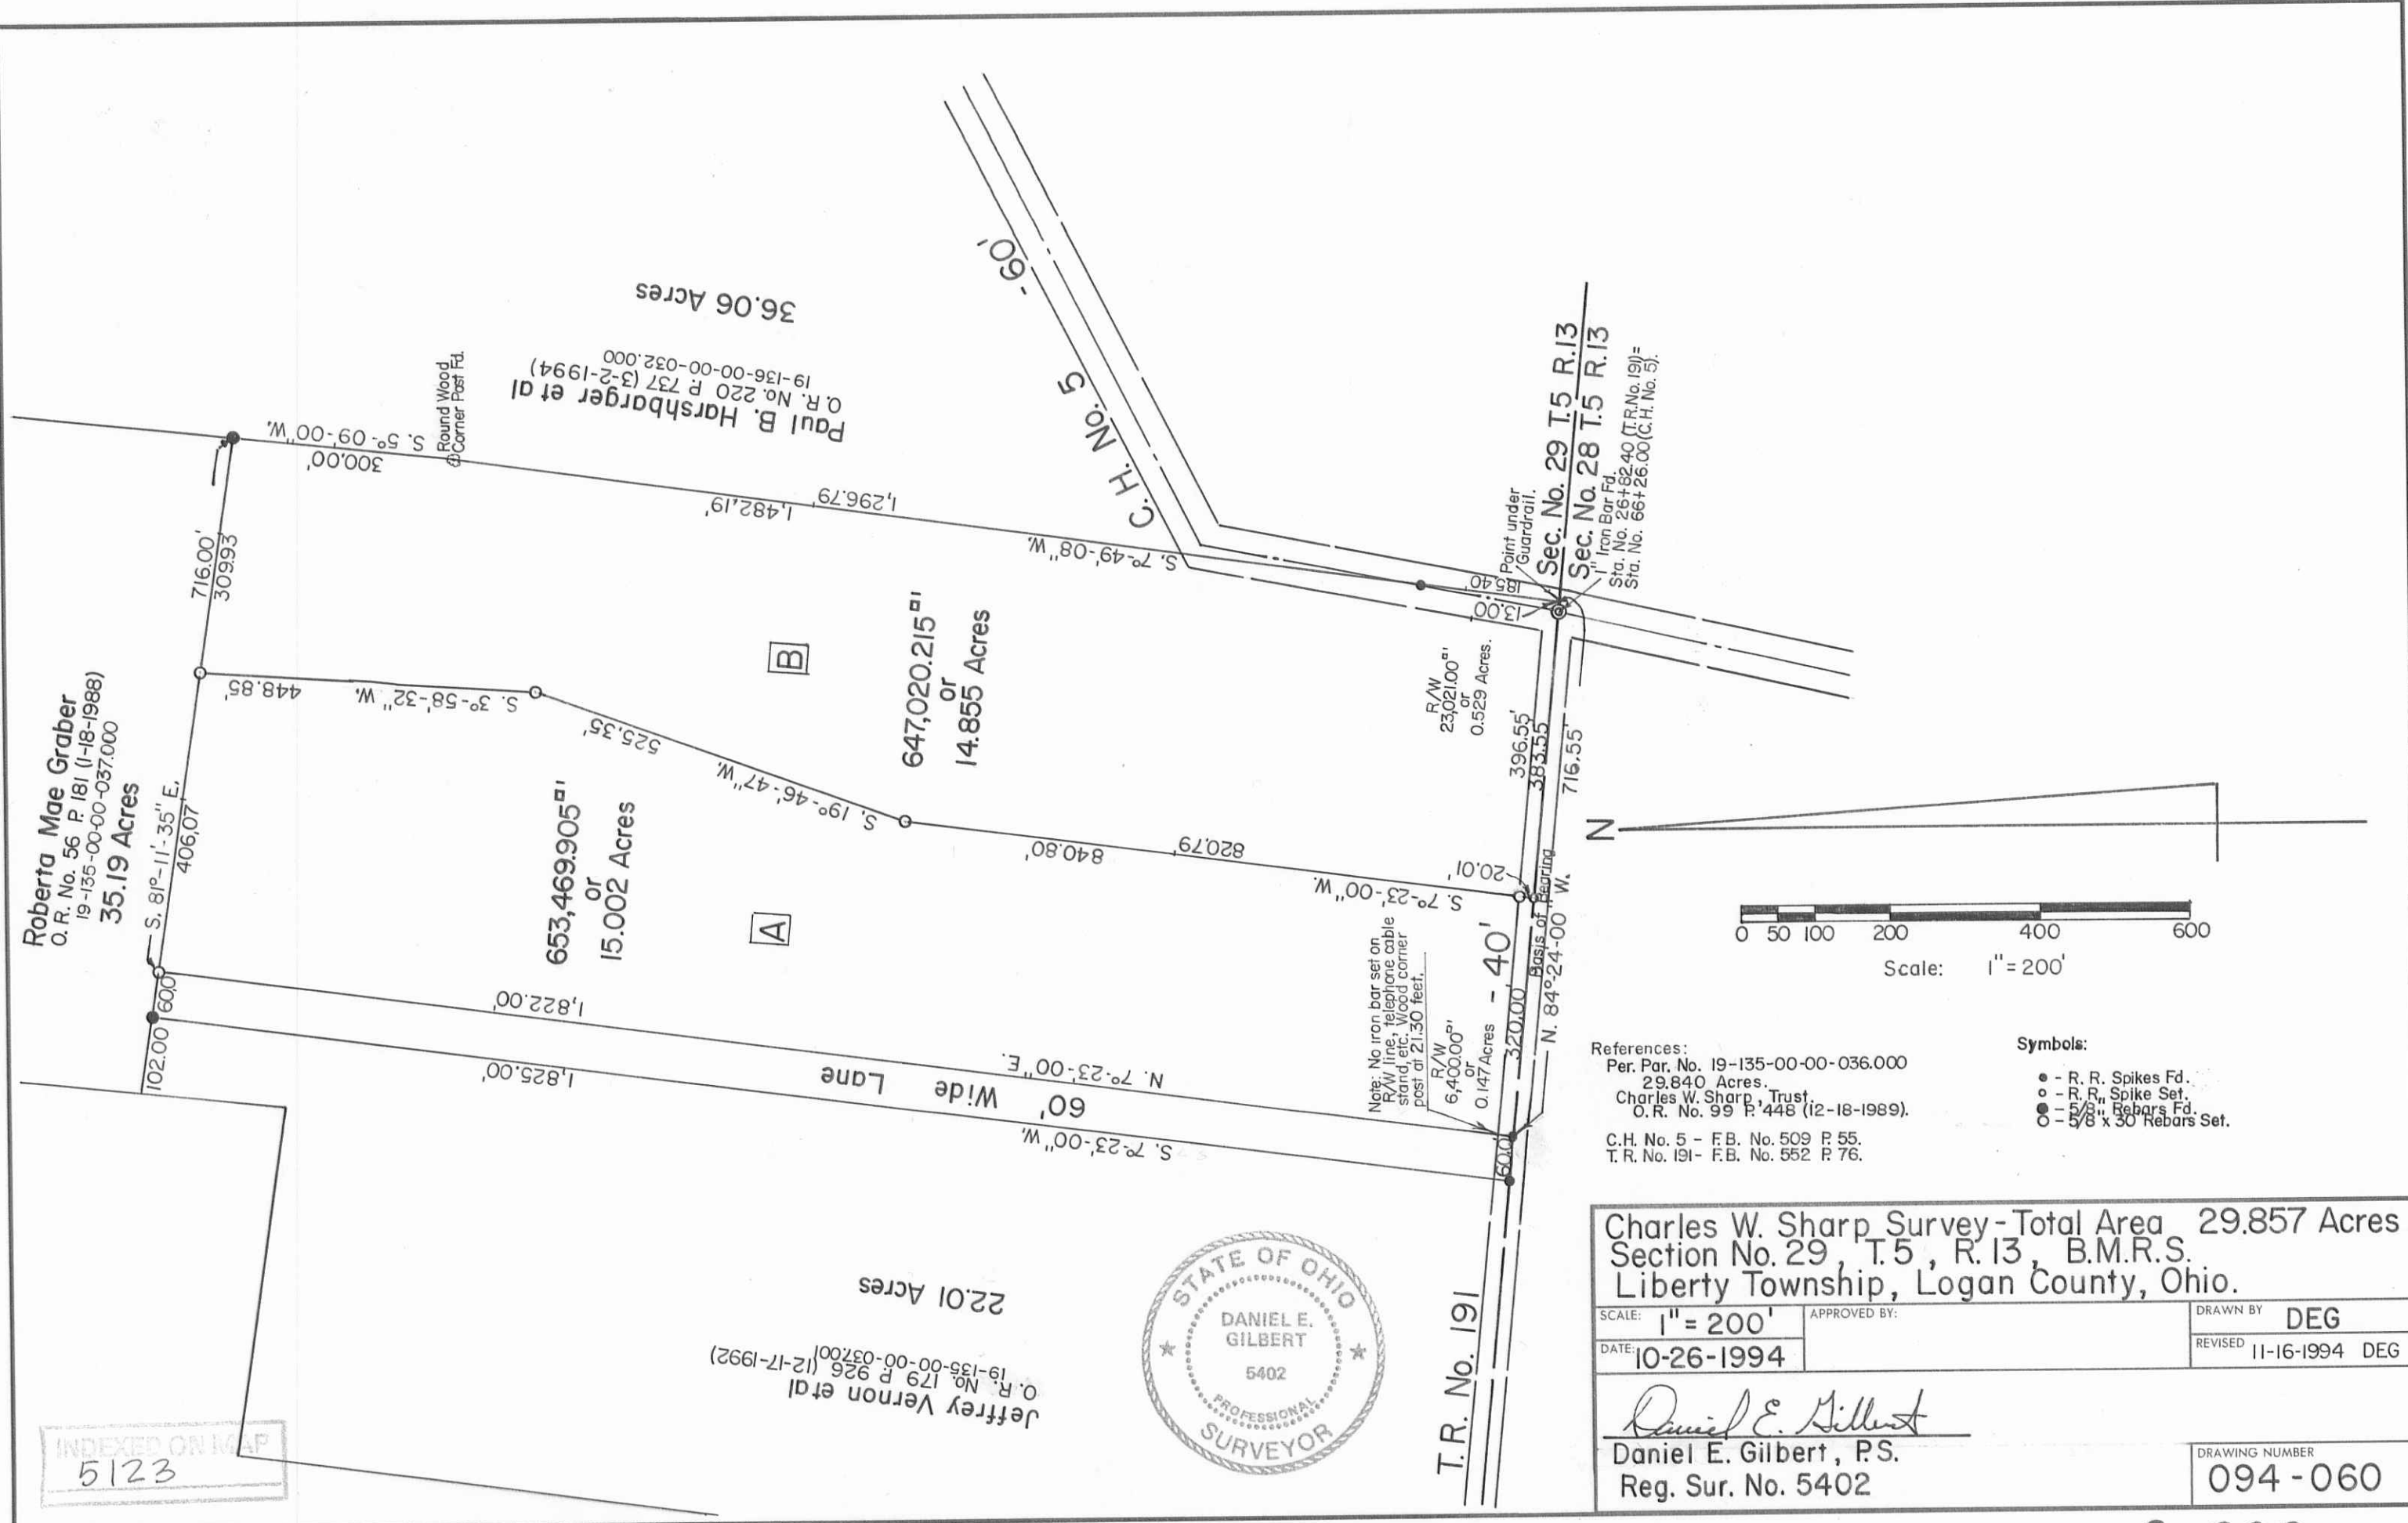 Roberta Mae Graber
O. R. No. 56 P. 181 (1-18-1988)
19-135-00-00-037.000
35.19 Acres
S. 81°-11'-35" E.
406.07'
716.00'
309.93
60.0'
102.00
S. 5°-09'-00" W.
300.00'
Round Wood
Corner Post Fd.
Paul B. Harshbarger et al
O. R. No. 220 P. 737 (3-2-1994)
19-136-00-00-032.000
36.06 Acres
1,296.79'
1,482.19'
S. 7°-49'-08" W.
C. H. No. 5 - 60'
S. 3°-58'-32" W. 448.85'
525.35'
S. 19°-46'-47" W.
840.80'
820.79'
S. 7°-23'-00" W.
20.01'
B
647,020.215□'
or
14.855 Acres
A
653,469.905□'
or
15.002 Acres
1,822.00'
N. 7°-23'-00" E.
60' Wide Lane
1,825.00'
S. 7°-23'-00" W.
Jeffrey Vernon etal
O. R. No. 179 P. 926 (12-17-1992)
19-135-00-00-037.001
22.01 Acres
Note: No iron bar set on
R/W line, telephone cable
stand, etc. Wood corner
post at 21.30 feet.
R/W
6,400.00□'
or
0.147 Acres
R/W
23,021.00□'
or
0.529 Acres.
T. R. No. 191 - 40'
60.0'
320.00'
396.55'
383.55'
716.55'
Basis of Bearing
N. 84°-24'-00" W.
185.40'
13.00'
Point under
Guardrail.
Sec. No. 29 T.5 R.13
Sec. No. 28 T.5 R.13
1" Iron Bar Fd.
Sta. No. 26+82.40 (T.R. No. 191)=
Sta. No. 66+26.00 (C.H. No. 5).
N
0 50 100 200 400 600
Scale: 1"=200'
References:
Per. Par. No. 19-135-00-00-036.000
29.840 Acres.
Charles W. Sharp, Trust.
O.R. No. 99 P. 448 (12-18-1989).
C.H. No. 5 - F.B. No. 509 P. 55.
T. R. No. 191- F.B. No. 552 P. 76.
Symbols:
● - R. R. Spikes Fd.
o - R. R. Spike Set.
● - 5/8" Rebars Fd.
O - 5/8" x 30" Rebars Set.
STATE OF OHIO
DANIEL E.
GILBERT
5402
PROFESSIONAL
SURVEYOR
INDEXED ON MAP
5123
Charles W. Sharp Survey-Total Area 29.857 Acres
Section No. 29, T. 5, R. 13, B.M.R.S.
Liberty Township, Logan County, Ohio.
SCALE: 1" = 200'
APPROVED BY:
DRAWN BY DEG
DATE: 10-26-1994
REVISED 11-16-1994 DEG
Daniel E. Gilbert
Daniel E. Gilbert, P.S.
Reg. Sur. No. 5402
DRAWING NUMBER
094-060